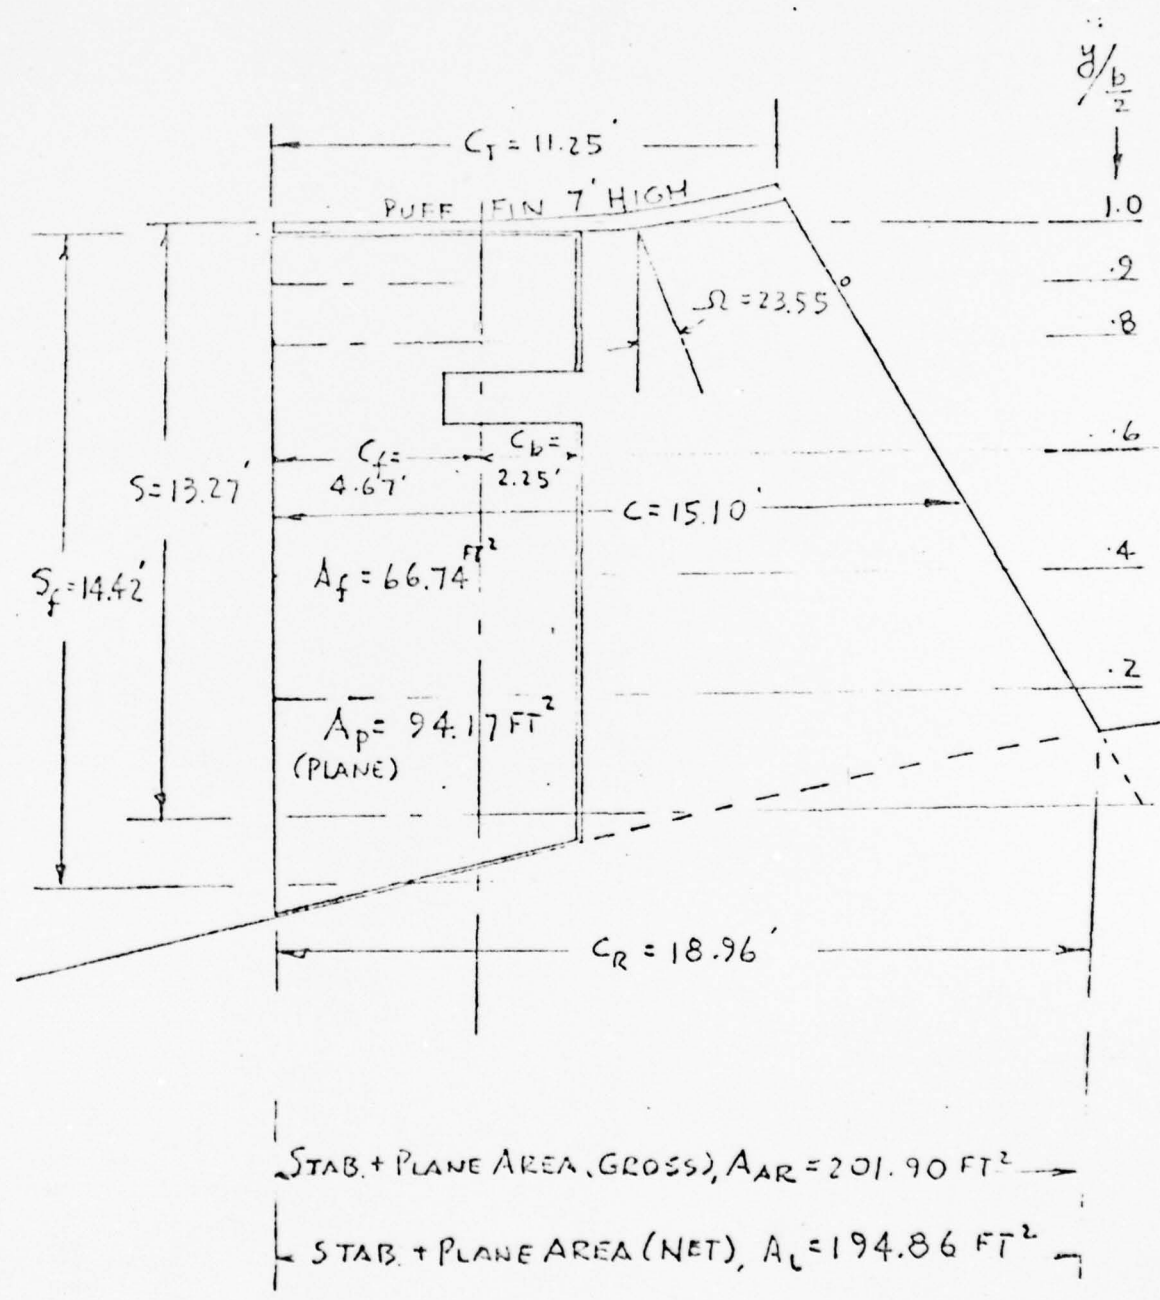 y/b/2
C_T = 11.25'
PUFF FIN 7' HIGH
1.0
.9
Ω = 23.55°
.8
.6
C_f =
4.67'
C_b =
2.25'
S = 13.27'
C = 15.10'
.4
S_f = 14.42'
A_f = 66.74 FT²
.2
A_P = 94.17 FT²
(PLANE)
C_R = 18.96'
STAB. + PLANE AREA (GROSS), A_AR = 201.90 FT²
STAB. + PLANE AREA (NET), A_L = 194.86 FT²